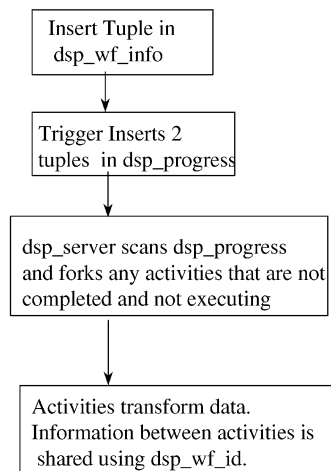 Insert Tuple in
dsp_wf_info
Trigger Inserts 2
tuples in dsp_progress
dsp_server scans dsp_progress
and forks any activities that are not
completed and not executing
Activities transform data.
Information between activities is
shared using dsp_wf_id.